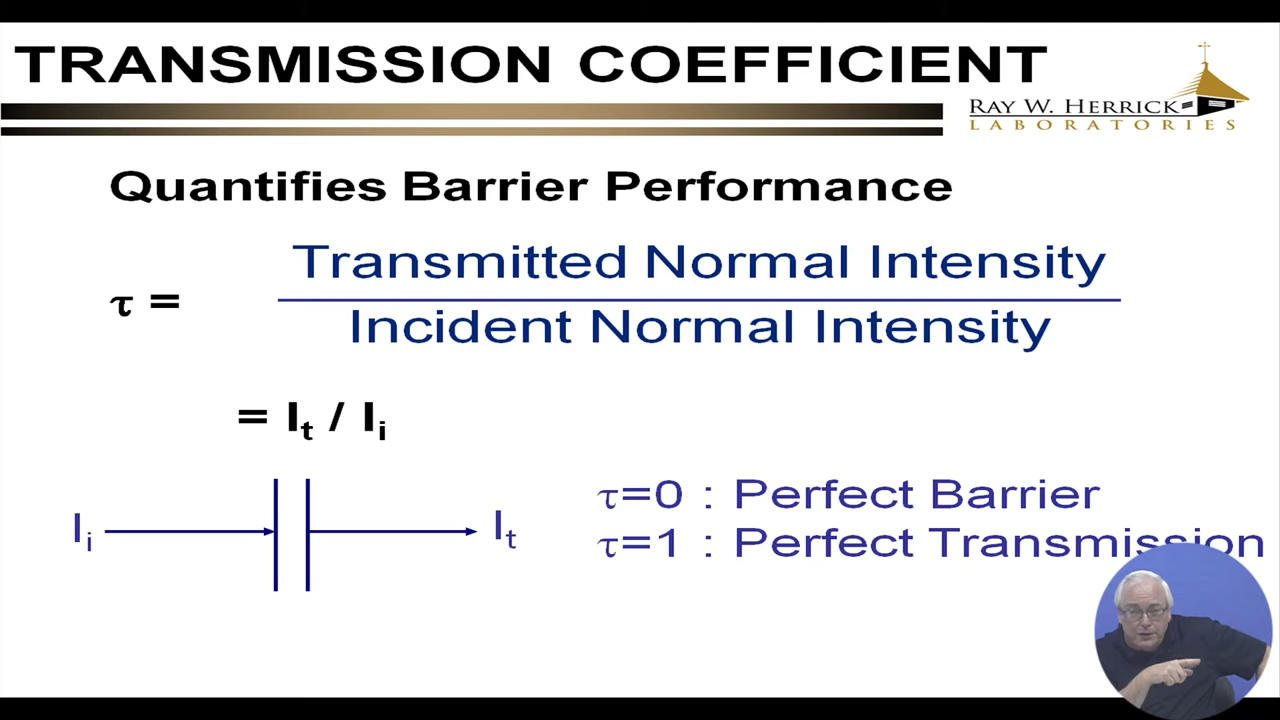 TRANSMISSION COEFFICIENT
RAY W. HERRICK
LABORATORIES
Quantifies Barrier Performance
τ = Transmitted Normal Intensity
Incident Normal Intensity
= It / Ii
Ii
It
τ=0 : Perfect Barrier
τ=1 : Perfect Transmission